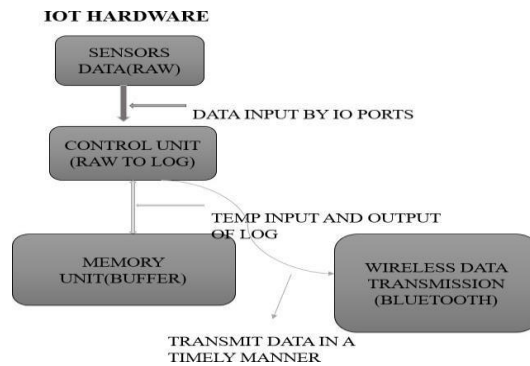 IOT HARDWARE
SENSORS
DATA(RAW)
DATA INPUT BY IO PORTS
CONTROL UNIT
(RAW TO LOG)
TEMP INPUT AND OUTPUT
OF LOG
MEMORY
UNIT(BUFFER)
WIRELESS DATA
TRANSMISSION
(BLUETOOTH)
TRANSMIT DATA IN A
TIMELY MANNER